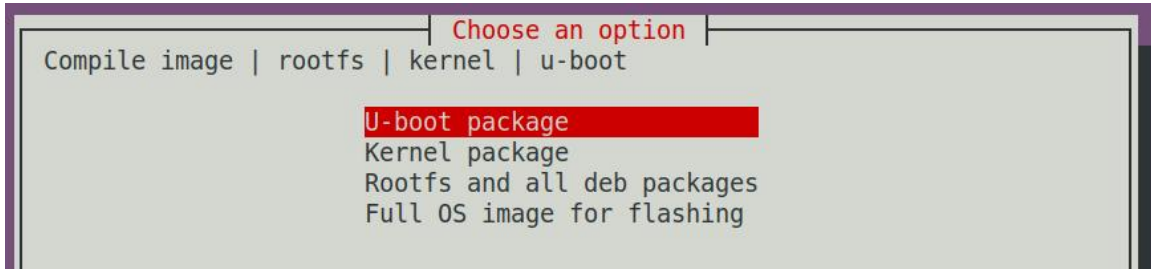 Choose an option
Compile image | rootfs | kernel | u-boot
U-boot package
Kernel package
Rootfs and all deb packages
Full OS image for flashing